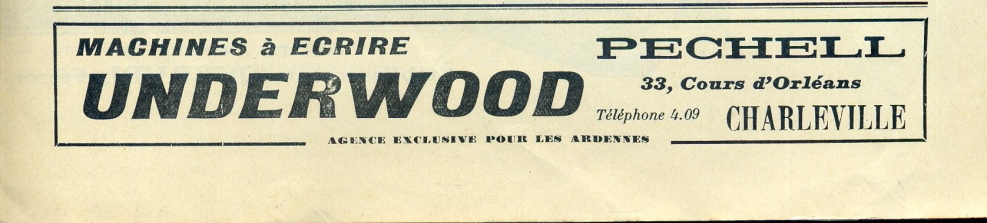 MACHINES à ECRIRE
UNDERWOOD
PECHELL
33, Cours d'Orléans
Téléphone 4.09 CHARLEVILLE
AGENCE EXCLUSIVE POUR LES ARDENNES